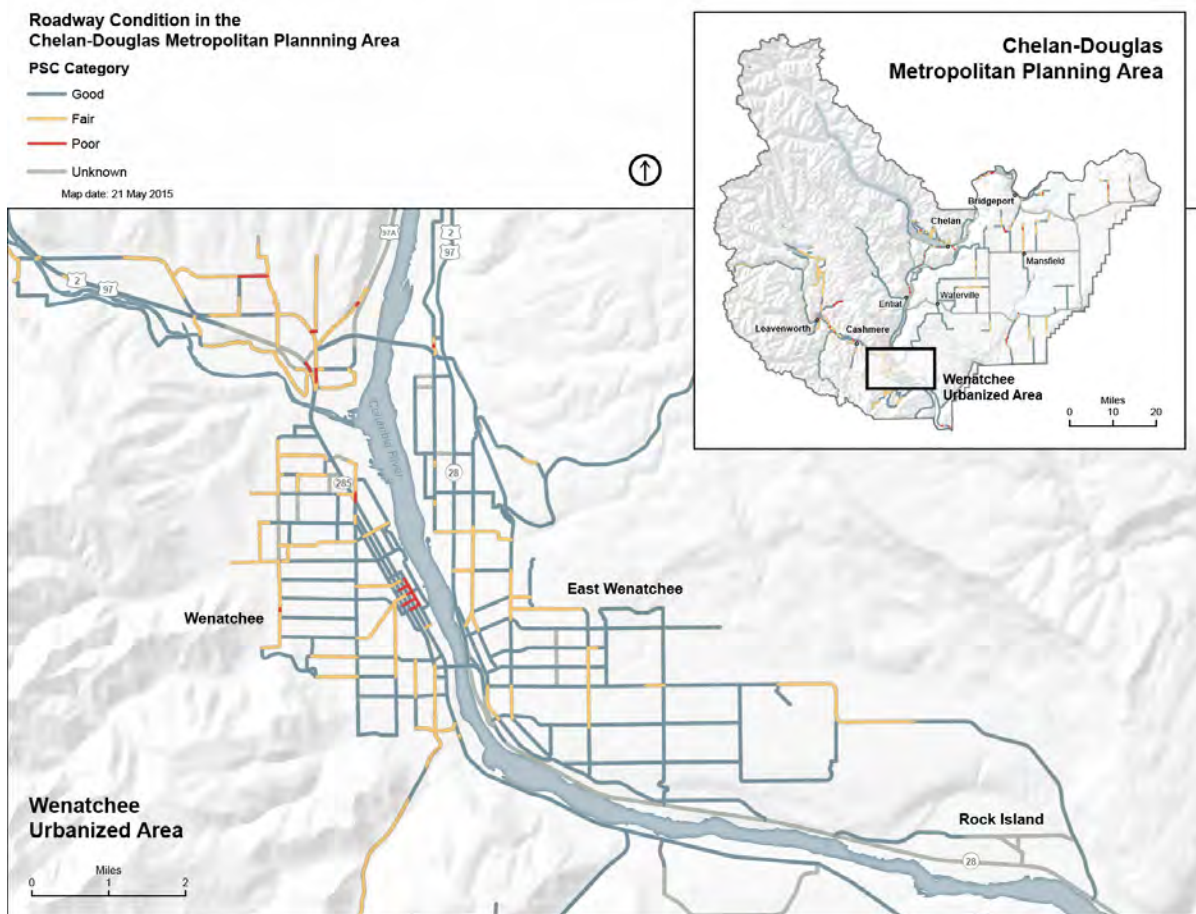 Roadway Condition in the
Chelan-Douglas Metropolitan Plannning Area
PSC Category
Good
Fair
Poor
Unknown
Map date: 21 May 2015
Chelan-Douglas
Metropolitan Planning Area
Bridgeport
Chelan
Mansfield
Entiat
Waterville
Leavenworth
Cashmere
Wenatchee
Urbanized Area
Miles
0 10 20
97A
2
97
2
97
Columbia River
28
285
East Wenatchee
Wenatchee
Wenatchee
Urbanized Area
Rock Island
28
Miles
0 1 2